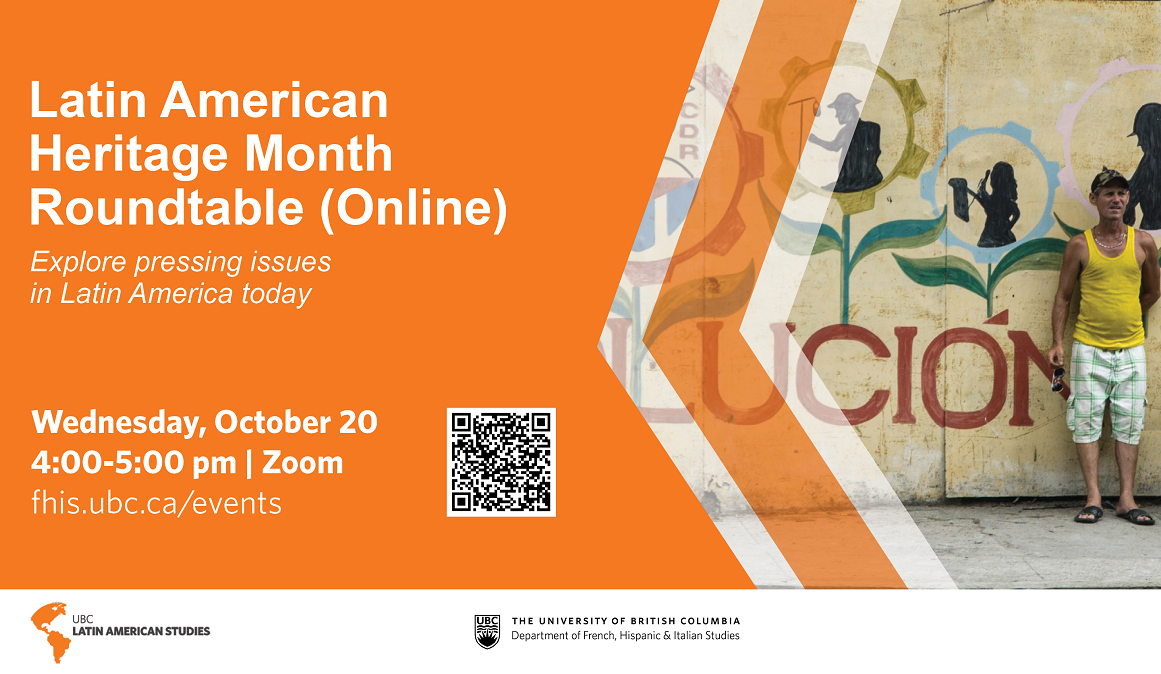 Latin American
Heritage Month
Roundtable (Online)
Explore pressing issues
in Latin America today
Wednesday, October 20
4:00-5:00 pm | Zoom
fhis.ubc.ca/events
CDR
LUCIÓN
UBC
LATIN AMERICAN STUDIES
UBC
THE UNIVERSITY OF BRITISH COLUMBIA
Department of French, Hispanic & Italian Studies